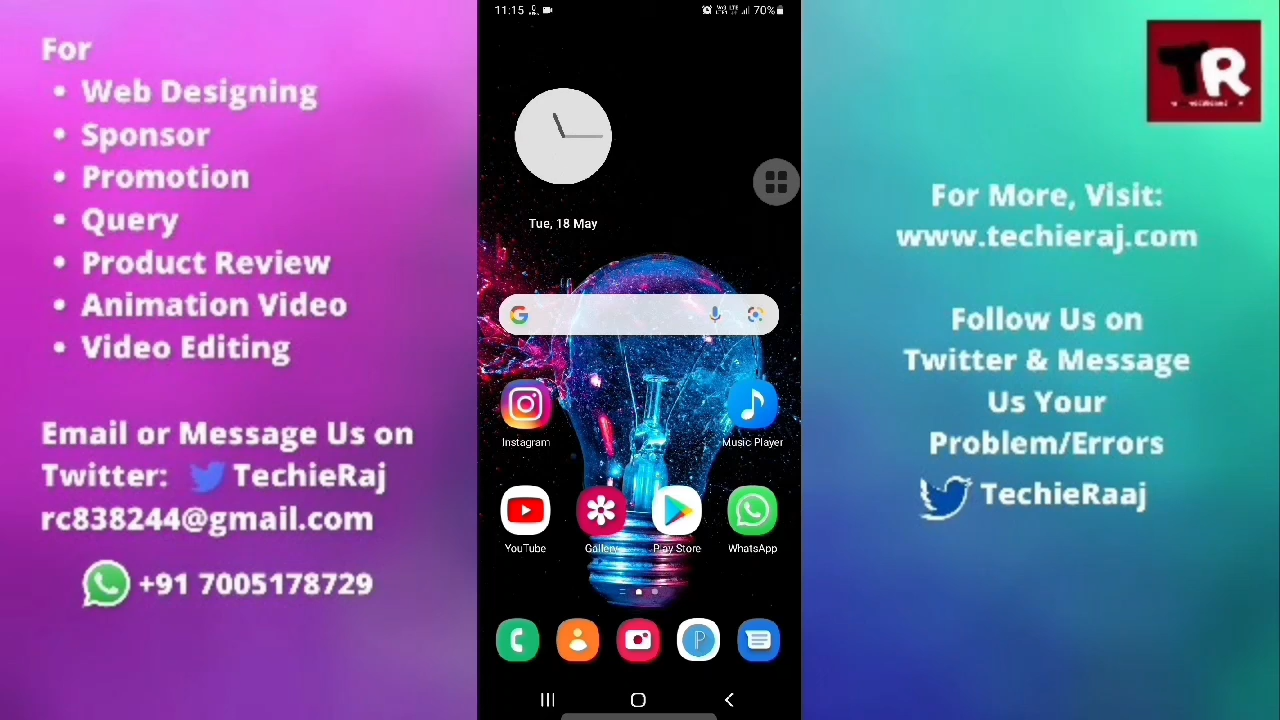 For
• Web Designing
• Sponsor
• Promotion
• Query
• Product Review
• Animation Video
• Video Editing
Email or Message Us on
Twitter: TechieRaj
rc838244@gmail.com
+91 7005178729
11:15
70%
Tue, 18 May
Instagram
Music Player
YouTube
Gallery
Play Store
WhatsApp
TR
For More, Visit:
www.techieraj.com
Follow Us on
Twitter & Message
Us Your
Problem/Errors
TechieRaaj